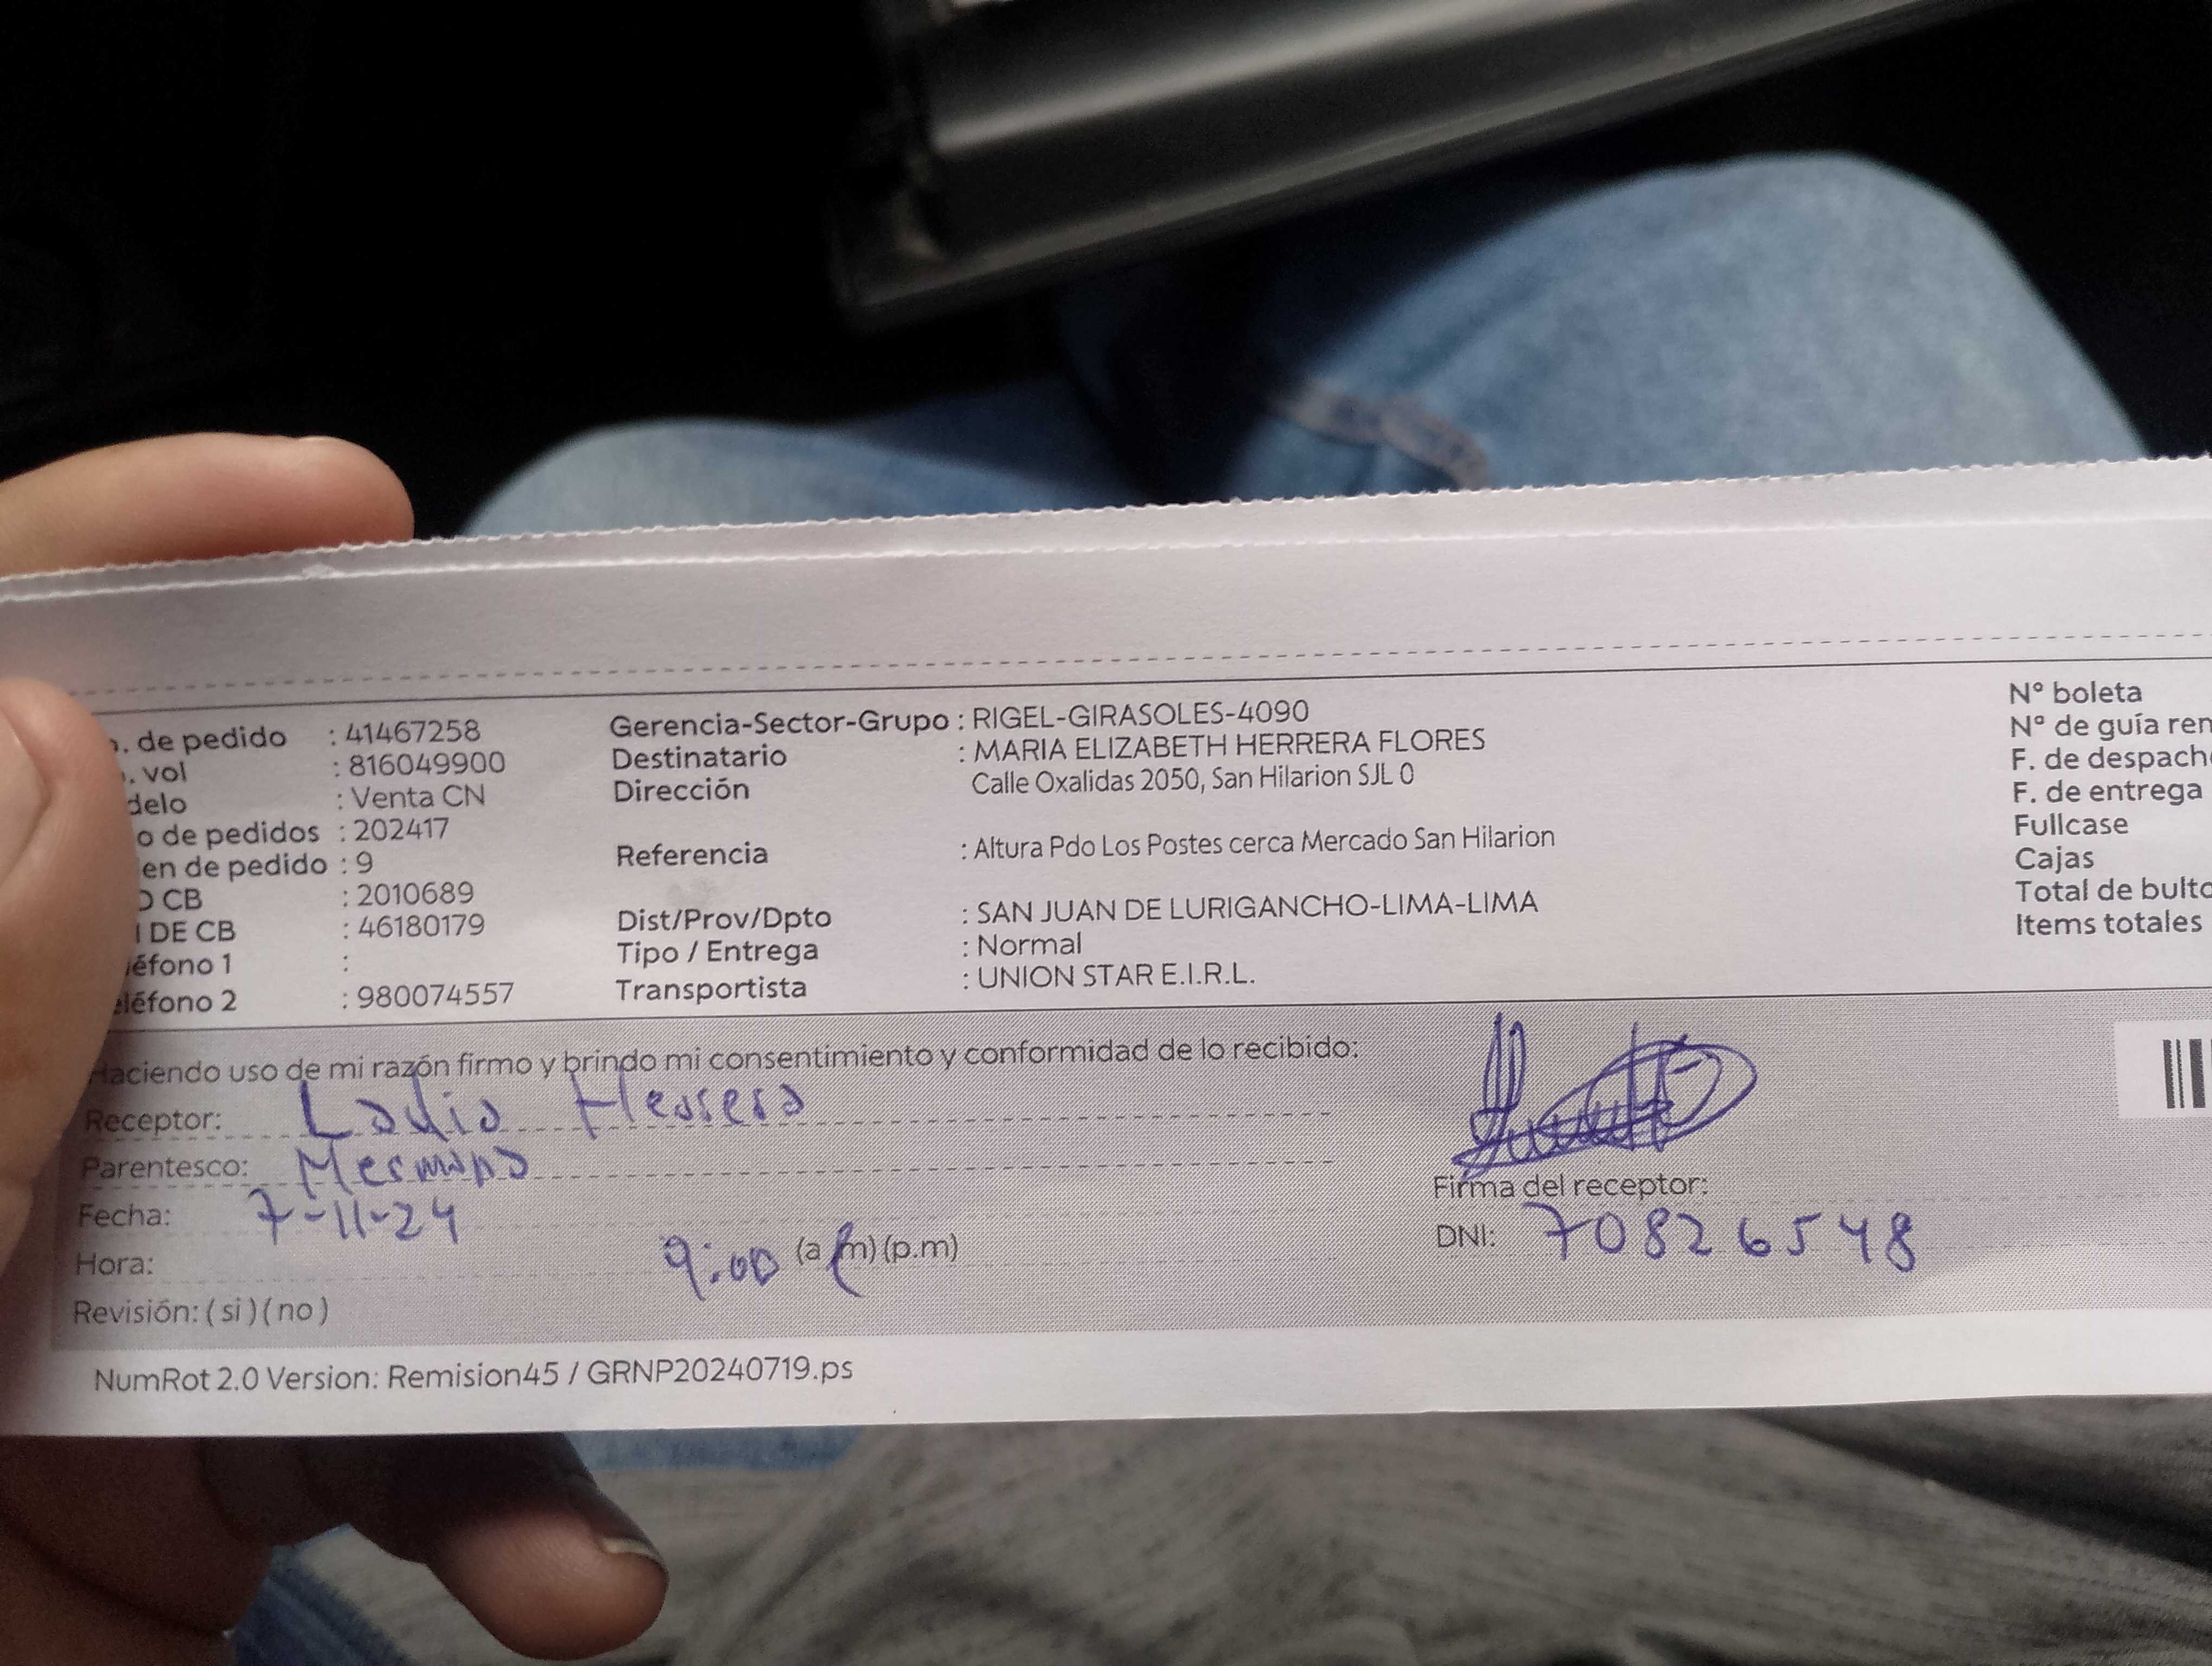 . de pedido : 41467258
. vol : 816049900
delo : Venta CN
o de pedidos : 202417
en de pedido : 9
O CB : 2010689
I DE CB : 46180179
léfono 1 :
eléfono 2 : 980074557
Gerencia-Sector-Grupo : RIGEL-GIRASOLES-4090
Destinatario : MARIA ELIZABETH HERRERA FLORES
Dirección Calle Oxalidas 2050, San Hilarion SJL 0
Referencia : Altura Pdo Los Postes cerca Mercado San Hilarion
Dist/Prov/Dpto : SAN JUAN DE LURIGANCHO-LIMA-LIMA
Tipo / Entrega : Normal
Transportista : UNION STAR E.I.R.L.
N° boleta
N° de guía rem
F. de despach
F. de entrega
Fullcase
Cajas
Total de bulto
Items totales
Haciendo uso de mi razón firmo y brindo mi consentimiento y conformidad de lo recibido:
Receptor: Herrera
Parentesco: Hermano
Fecha: 7-11-24
Hora: 9:00 (a m) (p.m)
Revisión: ( si ) ( no )
Firma del receptor:
DNI: 70826548
NumRot 2.0 Version: Remision45 / GRNP20240719.ps